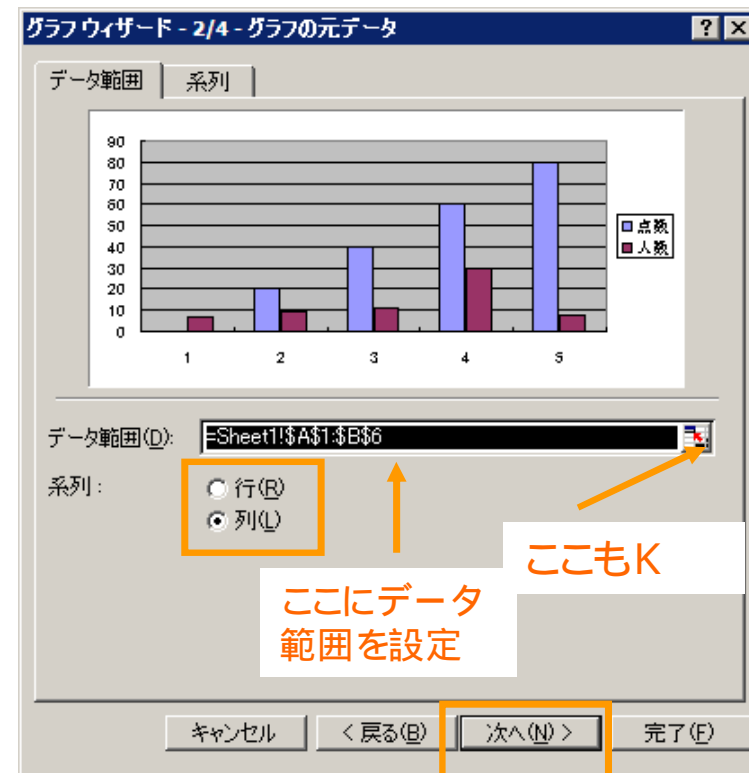 グラフ ウィザード - 2/4 - グラフの元データ
データ範囲 系列
90
80
70
60
50
40
30
20
10
0
1 2 3 4 5
点数
人数
データ範囲(D): =Sheet1!$A$1:$B$6
系列:
行(R)
列(L)
ここもK
ここにデータ
範囲を設定
キャンセル < 戻る(B) 次へ(N) > 完了(F)